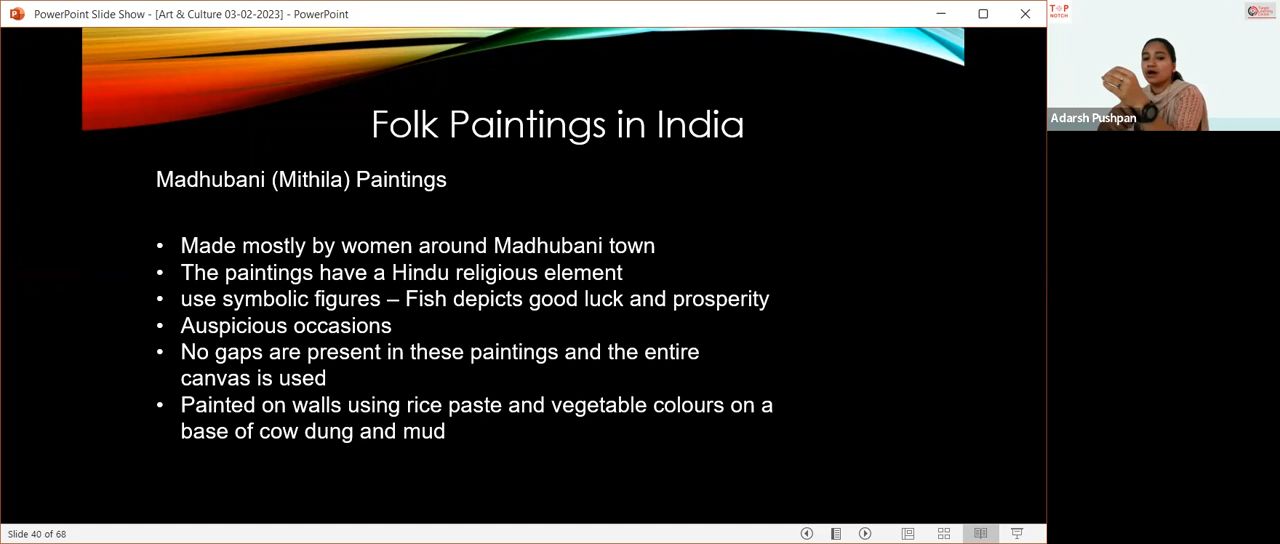 PowerPoint Slide Show - [Art & Culture 03-02-2023] - PowerPoint
T P
NOTCH
Adarsh Pushpan
Folk Paintings in India
Madhubani (Mithila) Paintings
• Made mostly by women around Madhubani town
• The paintings have a Hindu religious element
• use symbolic figures – Fish depicts good luck and prosperity
• Auspicious occasions
• No gaps are present in these paintings and the entire
canvas is used
• Painted on walls using rice paste and vegetable colours on a
base of cow dung and mud
Slide 40 of 68